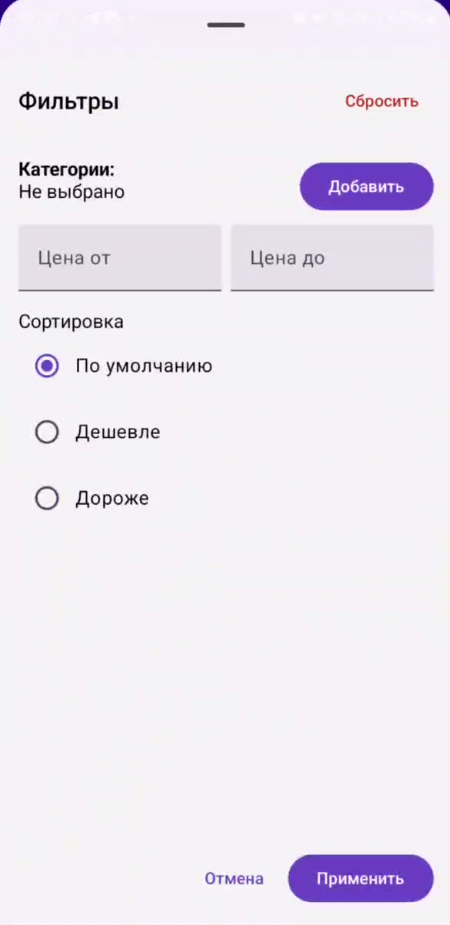 Фильтры
Сбросить
Категории:
Не выбрано
Добавить
Цена от
Цена до
Сортировка
По умолчанию
Дешевле
Дороже
Отмена
Применить